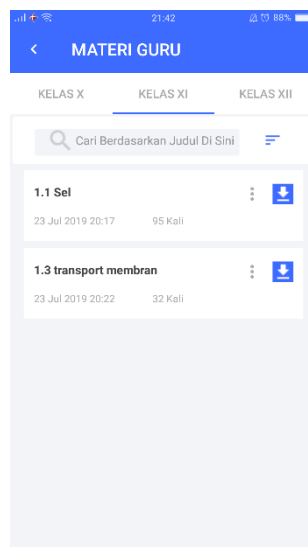 21:42
88%
MATERI GURU
KELAS X KELAS XI KELAS XII
Cari Berdasarkan Judul Di Sini
1.1 Sel
23 Jul 2019 20:17 95 Kali
1.3 transport membran
23 Jul 2019 20:22 32 Kali